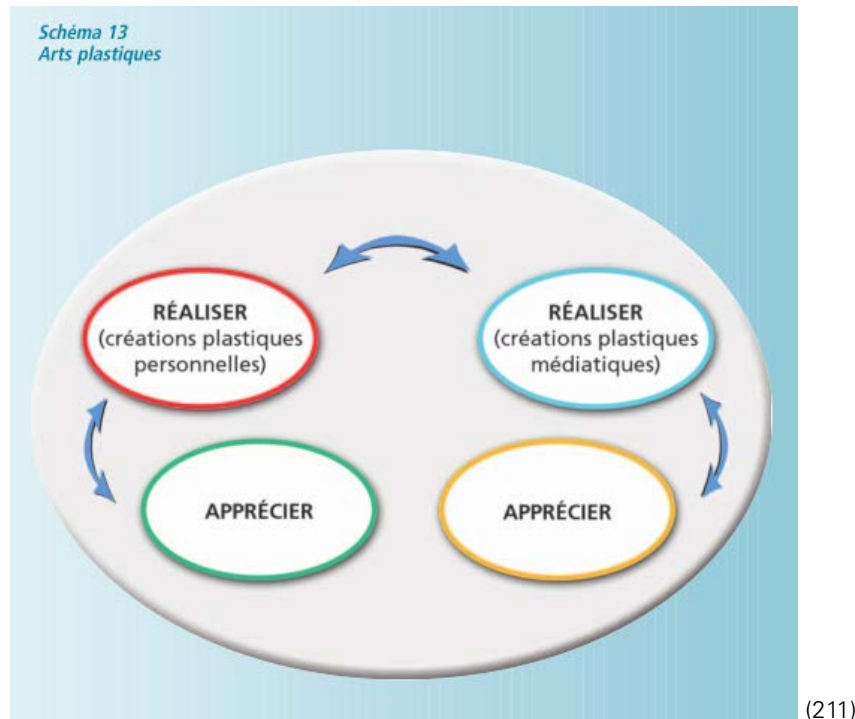 Schéma 13
Arts plastiques
RÉALISER
(créations plastiques
personnelles)
RÉALISER
(créations plastiques
médiatiques)
APPRÉCIER
APPRÉCIER
(211)